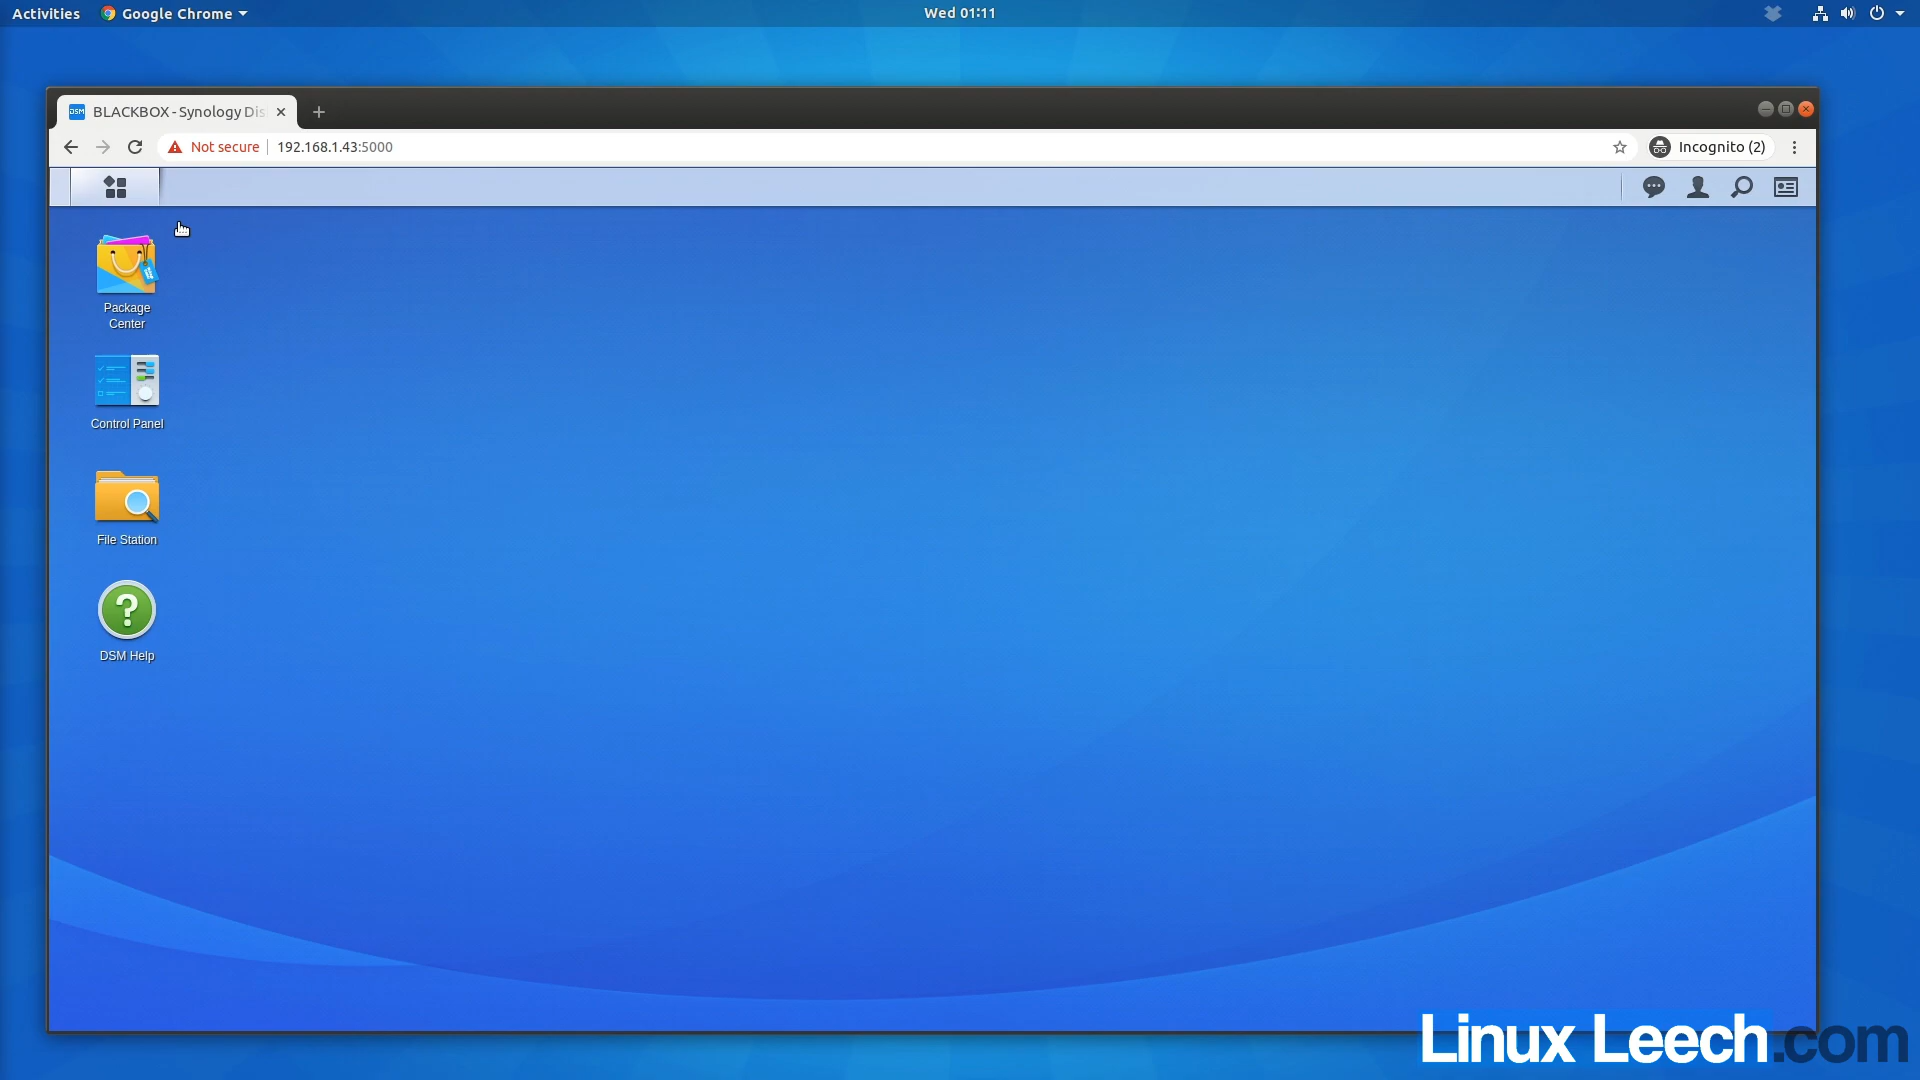 Activities
Google Chrome
Wed 01:11
BLACKBOX - Synology Dis
Not secure
192.168.1.43:5000
Incognito (2)
Package
Center
Control Panel
File Station
DSM Help
Linux Leech.com